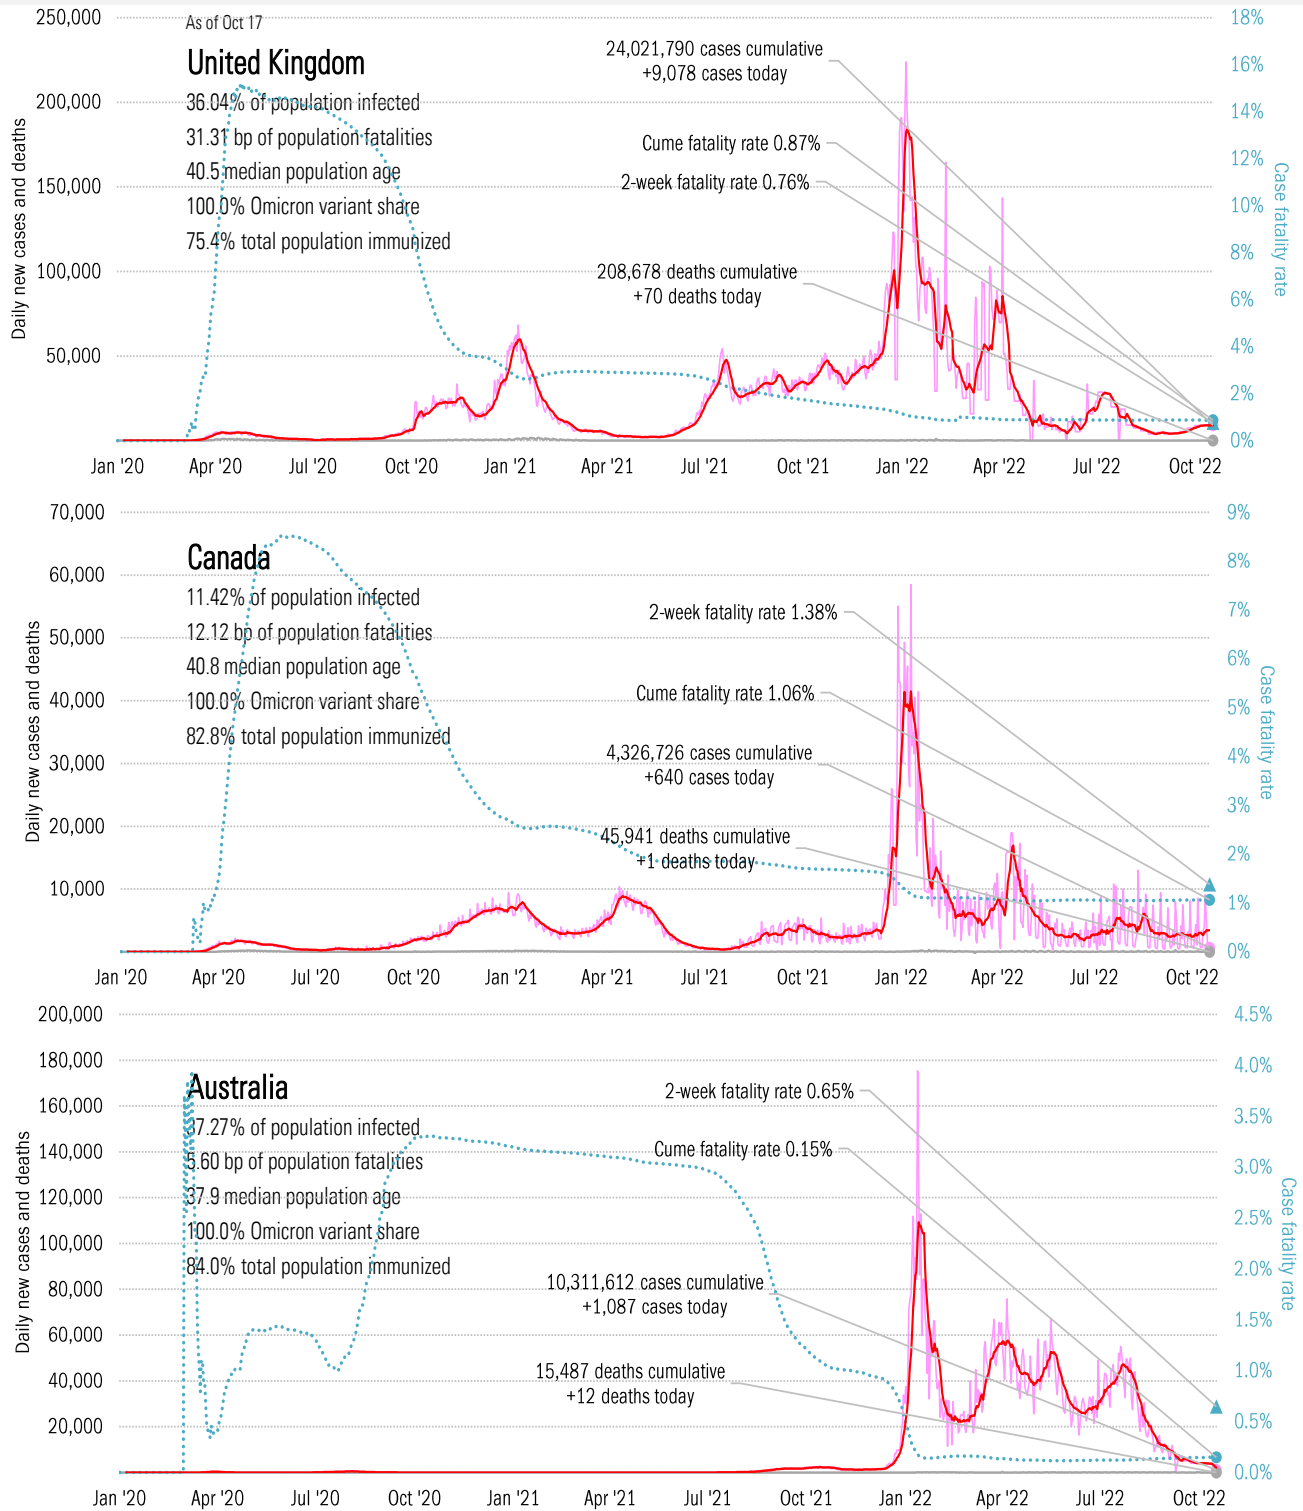 As of Oct 17
United Kingdom
36.04% of population infected
31.31 bp of population fatalities
40.5 median population age
100.0% Omicron variant share
75.4% total population immunized
24,021,790 cases cumulative
+9,078 cases today
Cume fatality rate 0.87%
2-week fatality rate 0.76%
208,678 deaths cumulative
+70 deaths today
Daily new cases and deaths
250,000
200,000
150,000
100,000
50,000
18%
16%
14%
12%
10%
8%
6%
4%
2%
0%
Case fatality rate
Jan '20 Apr '20 Jul '20 Oct '20 Jan '21 Apr '21 Jul '21 Oct '21 Jan '22 Apr '22 Jul '22 Oct '22
Canada
11.42% of population infected
12.12 bp of population fatalities
40.8 median population age
100.0% Omicron variant share
82.8% total population immunized
2-week fatality rate 1.38%
Cume fatality rate 1.06%
4,326,726 cases cumulative
+640 cases today
45,941 deaths cumulative
+1 deaths today
Daily new cases and deaths
70,000
60,000
50,000
40,000
30,000
20,000
10,000
9%
8%
7%
6%
5%
4%
3%
2%
1%
0%
Case fatality rate
Jan '20 Apr '20 Jul '20 Oct '20 Jan '21 Apr '21 Jul '21 Oct '21 Jan '22 Apr '22 Jul '22 Oct '22
Australia
37.27% of population infected
5.60 bp of population fatalities
37.9 median population age
100.0% Omicron variant share
84.0% total population immunized
2-week fatality rate 0.65%
Cume fatality rate 0.15%
10,311,612 cases cumulative
+1,087 cases today
15,487 deaths cumulative
+12 deaths today
Daily new cases and deaths
200,000
180,000
160,000
140,000
120,000
100,000
80,000
60,000
40,000
20,000
4.5%
4.0%
3.5%
3.0%
2.5%
2.0%
1.5%
1.0%
0.5%
0.0%
Case fatality rate
Jan '20 Apr '20 Jul '20 Oct '20 Jan '21 Apr '21 Jul '21 Oct '21 Jan '22 Apr '22 Jul '22 Oct '22